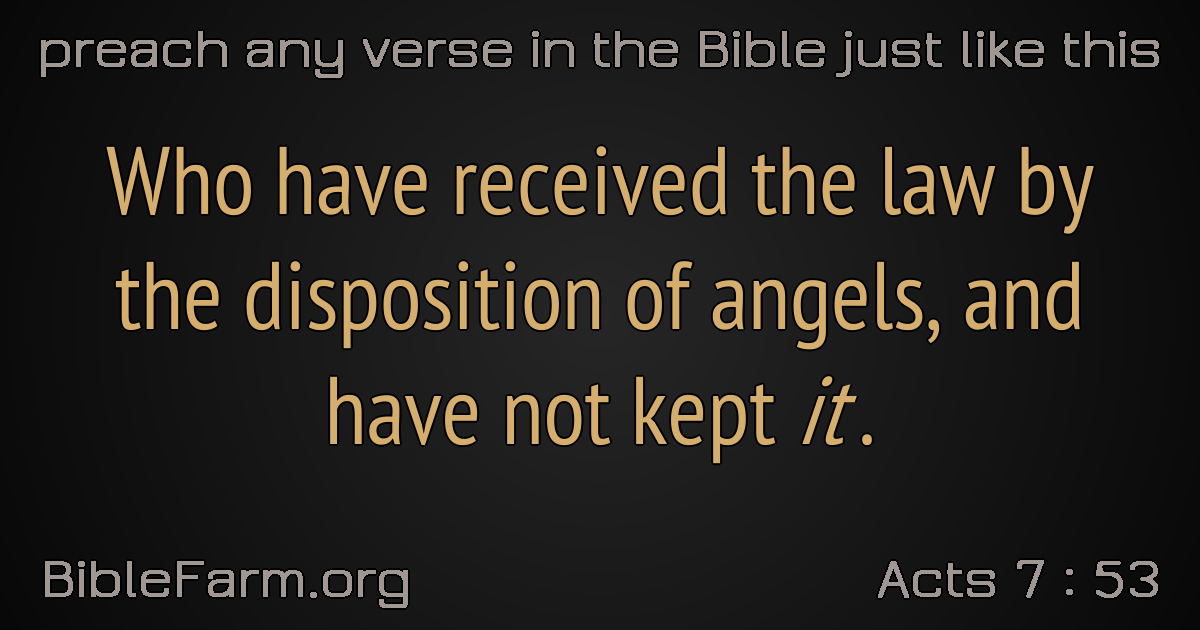 preach any verse in the Bible just like this
Who have received the law by
the disposition of angels, and
have not kept it .
BibleFarm.org
Acts 7 : 53